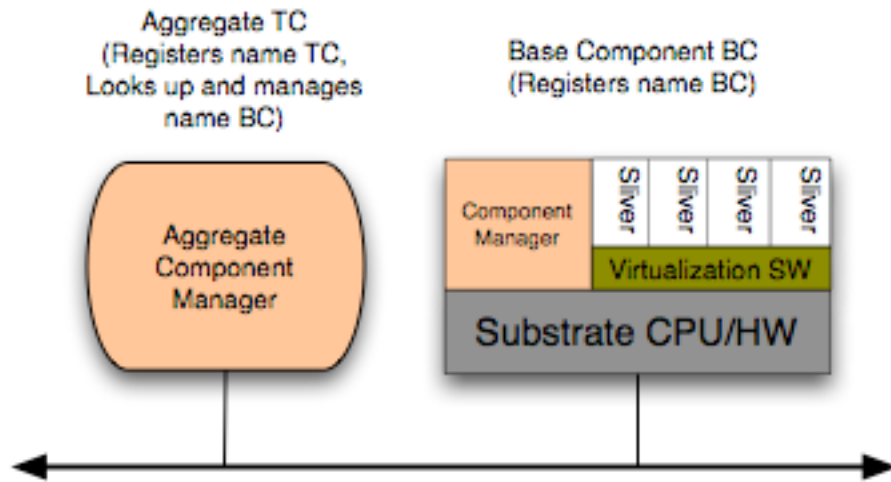 Aggregate TC
(Registers name TC,
Looks up and manages
name BC)
Base Component BC
(Registers name BC)
Aggregate
Component
Manager
Component
Manager
Sliver
Sliver
Sliver
Sliver
Virtualization SW
Substrate CPU/HW